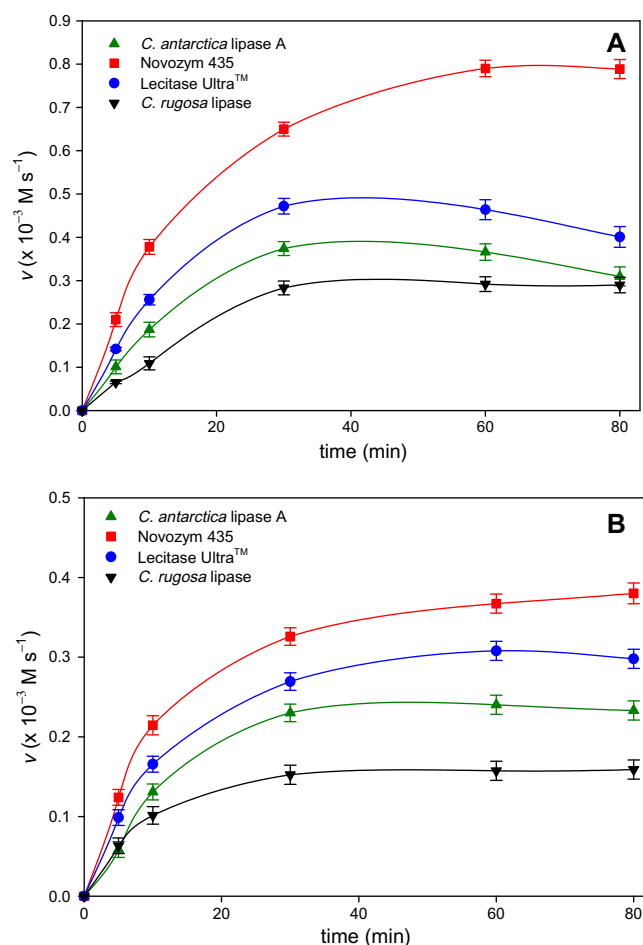 A
C. antarctica lipase A
Novozym 435
Lecitase Ultra™
C. rugosa lipase
0.9
0.8
0.7
0.6
0.5
0.4
0.3
0.2
0.1
0.0
v (x 10⁻³ M s⁻¹)
0 20 40 60 80
time (min)
B
C. antarctica lipase A
Novozym 435
Lecitase Ultra™
C. rugosa lipase
0.5
0.4
0.3
0.2
0.1
0.0
v (x 10⁻³ M s⁻¹)
0 20 40 60 80
time (min)